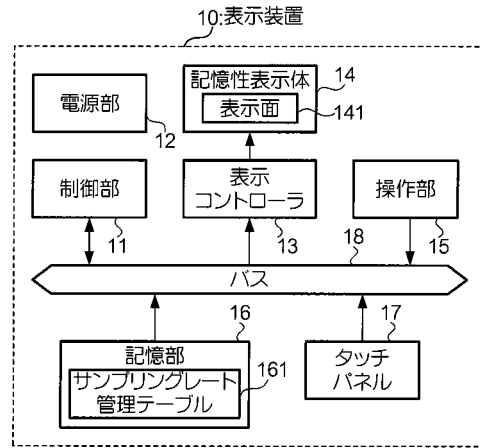 10:表示装置
電源部
12
記憶性表示体
表示面
14
141
制御部
11
表示
コントローラ
13
操作部
15
18
バス
16
記憶部
サンプリングレート
管理テーブル
161
17
タッチ
パネル